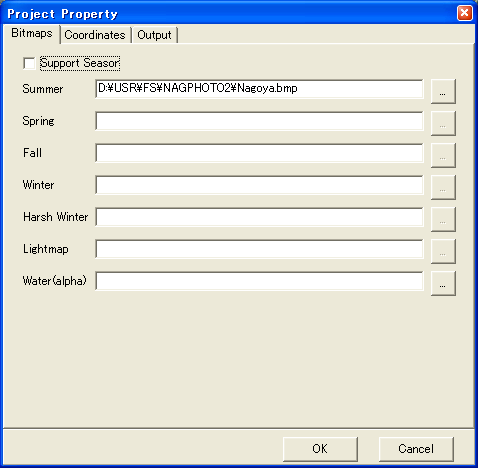 Project Property
Bitmaps Coordinates Output
Support Seasor
Summer D:¥USR¥FS¥NAGPHOTO2¥Nagoya.bmp ...
Spring ...
Fall ...
Winter ...
Harsh Winter ...
Lightmap ...
Water(alpha) ...
OK Cancel